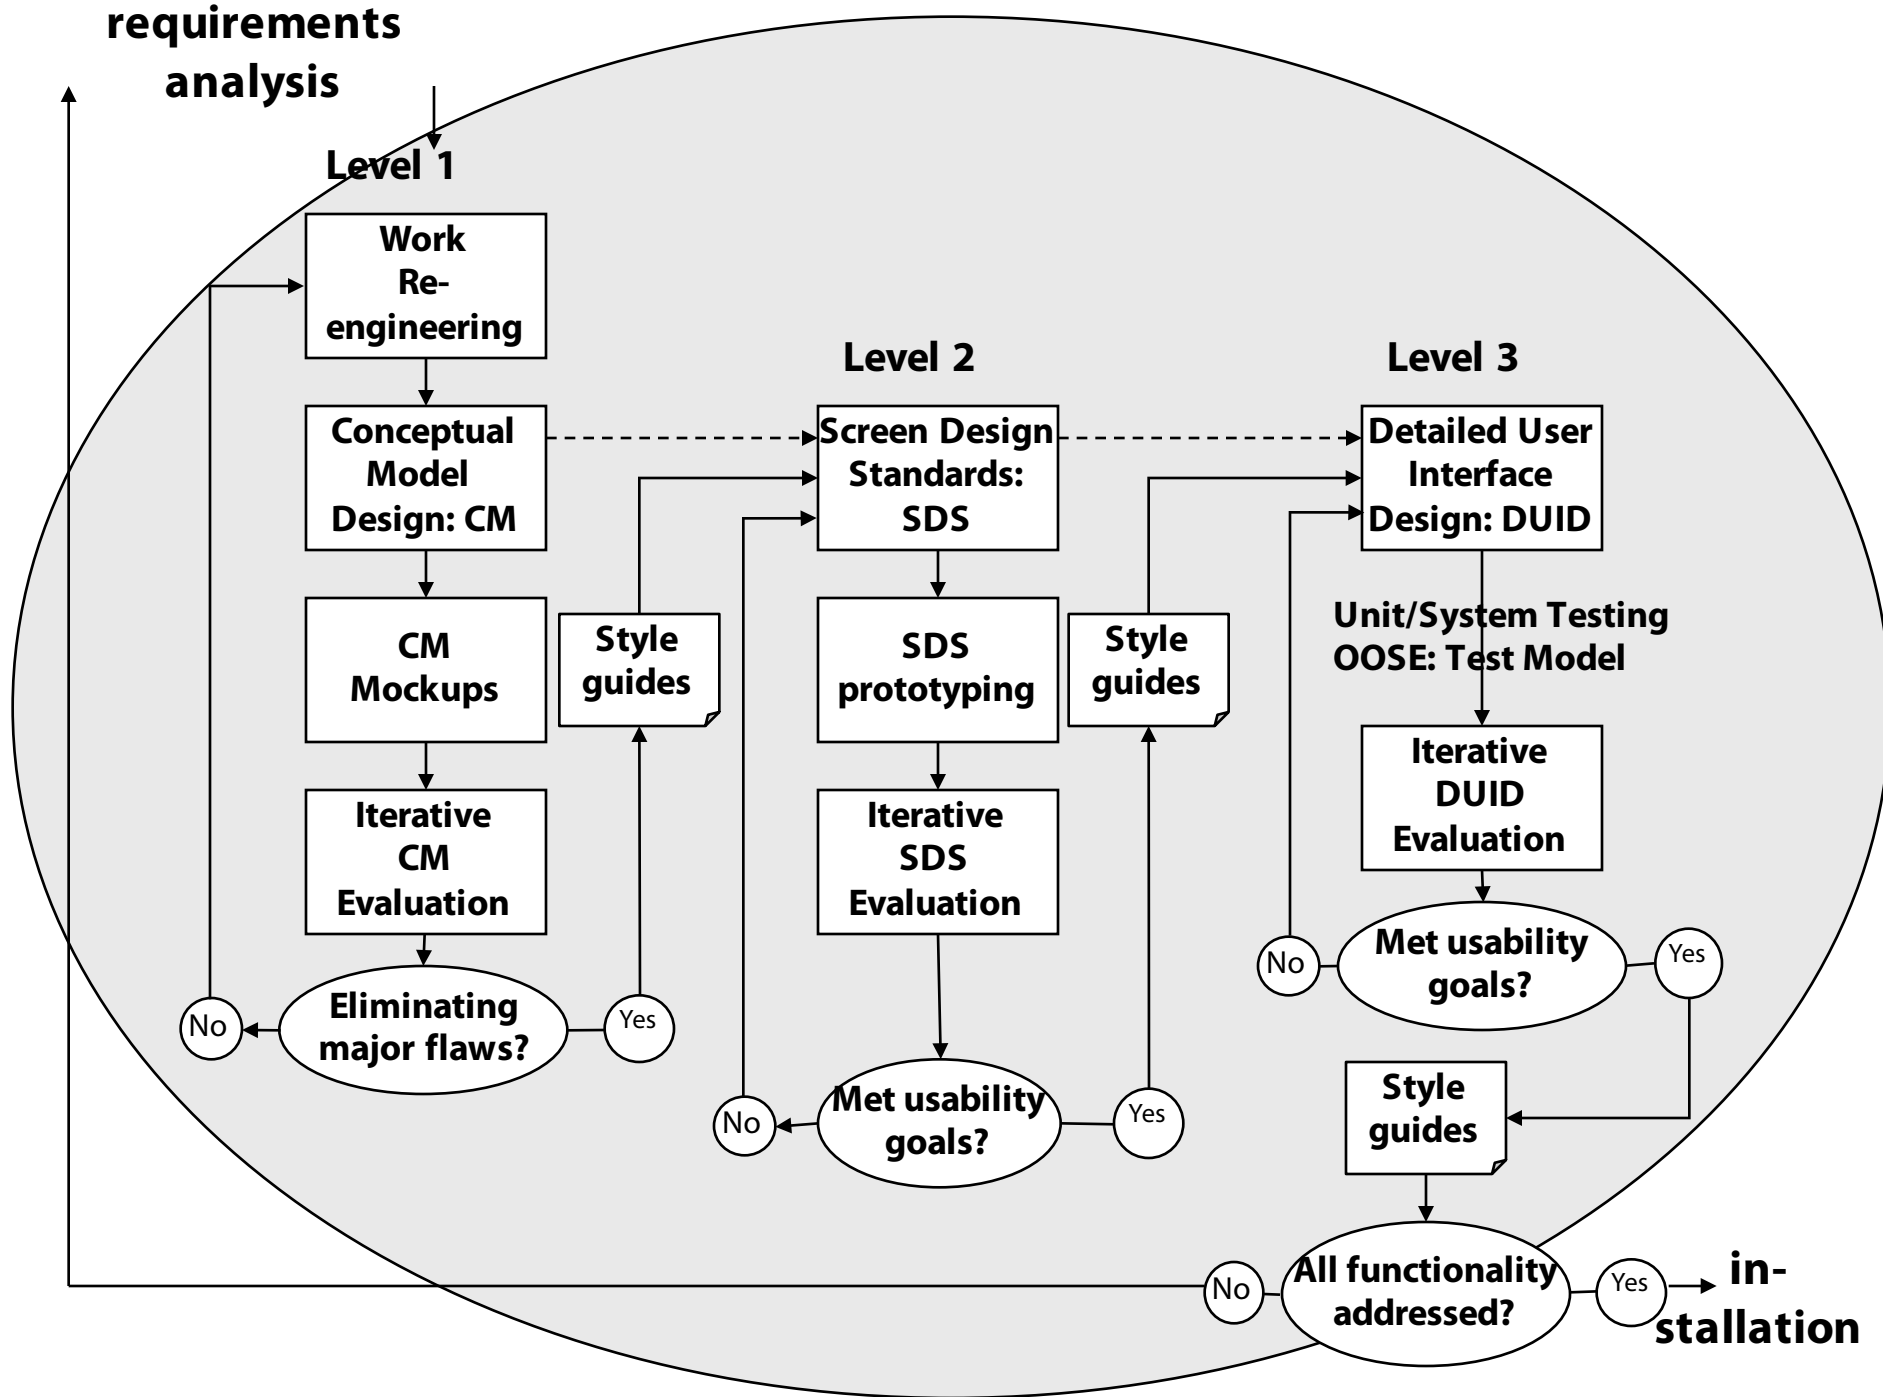 requirements
analysis
Level 1
Work
Re-
engineering
Conceptual
Model
Design: CM
CM
Mockups
Iterative
CM
Evaluation
Eliminating
major flaws?
No
Yes
Style
guides
Level 2
Screen Design
Standards:
SDS
SDS
prototyping
Iterative
SDS
Evaluation
Met usability
goals?
No
Yes
Style
guides
Level 3
Detailed User
Interface
Design: DUID
Unit/System Testing
OOSE: Test Model
Iterative
DUID
Evaluation
Met usability
goals?
No
Yes
Style
guides
All functionality
addressed?
No
Yes
in-
stallation